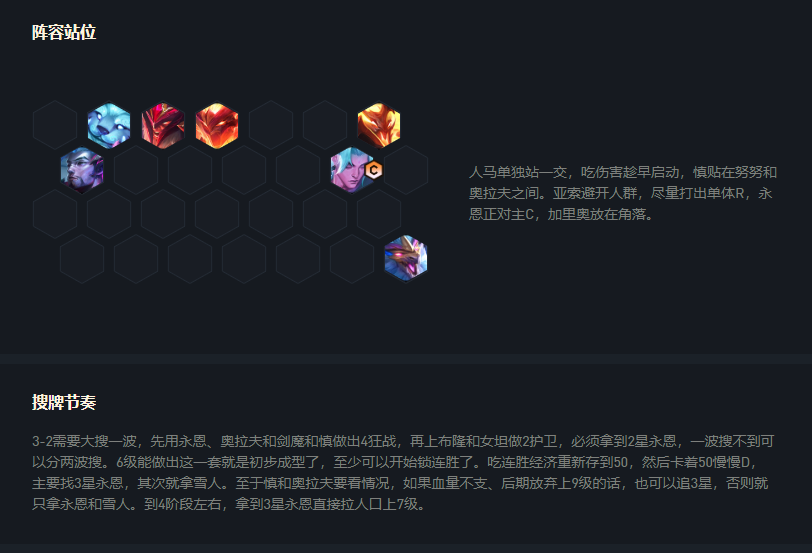 阵容站位
人马单独站一交，吃伤害趁早启动，慎贴在努努和
奥拉夫之间。亚索避开人群，尽量打出单体R，永
恩正对主C，加里奥放在角落。
C
搜牌节奏
3-2需要大搜一波，先用永恩、奥拉夫和剑魔和慎做出4狂战，再上布隆和女坦做2护卫，必须拿到2星永恩，一波搜不到可
以分两波搜。6级能做出这一套就是初步成型了，至少可以开始锁连胜了。吃连胜经济重新存到50，然后卡着50慢慢D，
主要找3星永恩，其次就拿雪人。至于慎和奥拉夫要看情况，如果血量不支、后期放弃上9级的话，也可以追3星，否则就
只拿永恩和雪人。到4阶段左右，拿到3星永恩直接拉人口上7级。